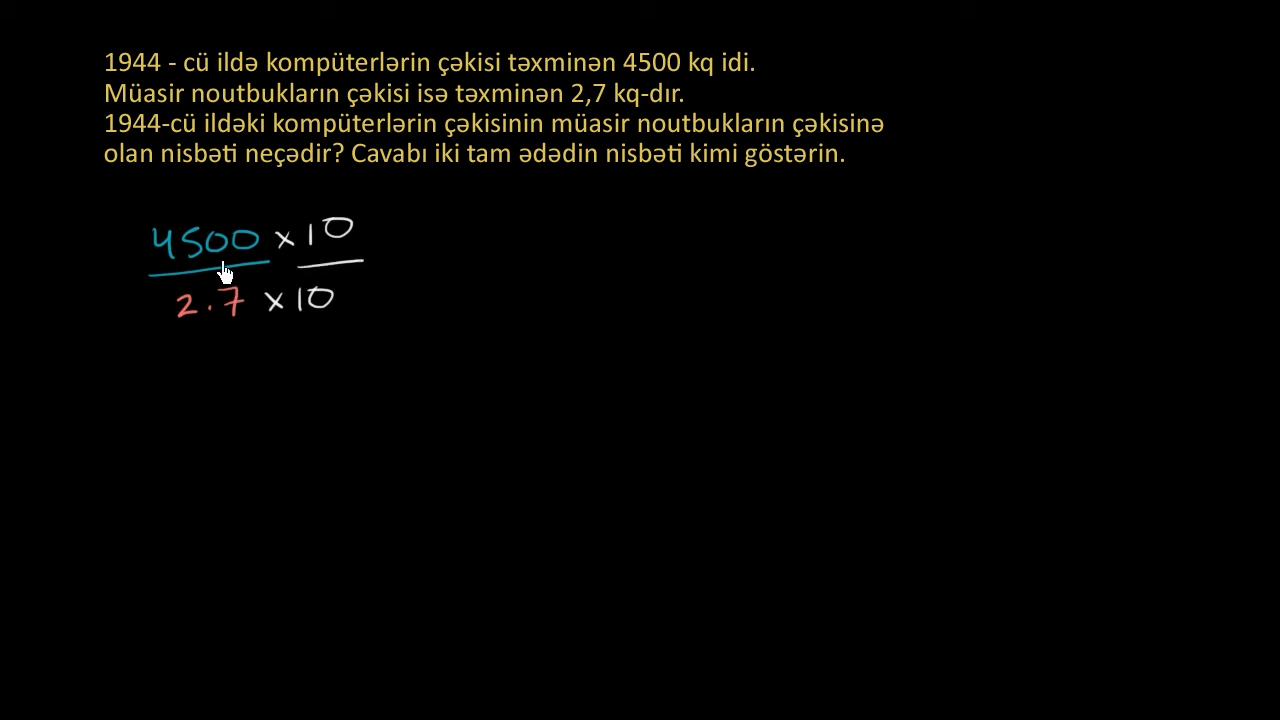 1944 - cü ildə kompüterlərin çəkisi təxminən 4500 kq idi.
Müasir noutbukların çəkisi isə təxminən 2,7 kq-dır.
1944-cü ildəki kompüterlərin çəkisinin müasir noutbukların çəkisinə
olan nisbəti neçədir? Cavabı iki tam ədədin nisbəti kimi göstərin.
4500 x 10
2.7 x 10